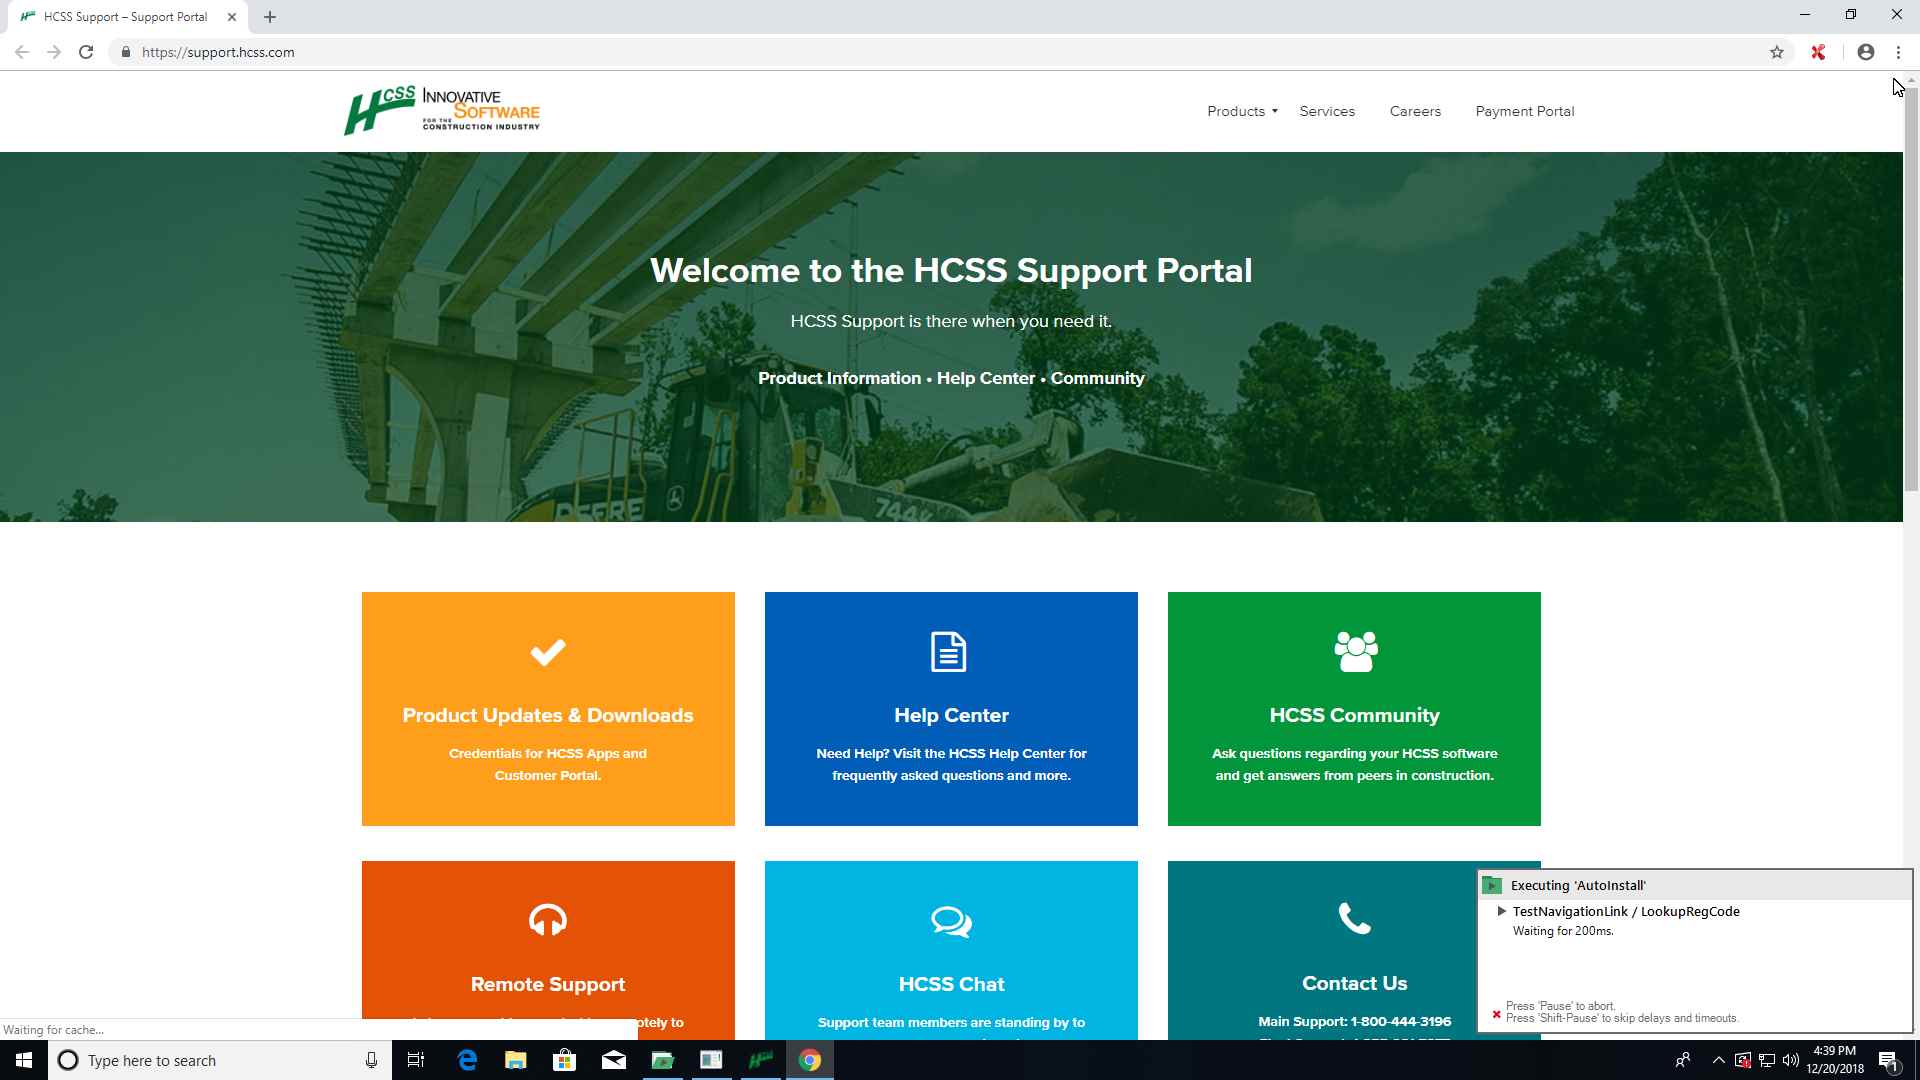 HCSS Support – Support Portal
https://support.hcss.com
HCSS INNOVATIVE
SOFTWARE
FOR THE
CONSTRUCTION INDUSTRY
Products Services Careers Payment Portal
Welcome to the HCSS Support Portal
HCSS Support is there when you need it.
Product Information • Help Center • Community
DEERE
744K
Product Updates & Downloads
Credentials for HCSS Apps and
Customer Portal.
Help Center
Need Help? Visit the HCSS Help Center for
frequently asked questions and more.
HCSS Community
Ask questions regarding your HCSS software
and get answers from peers in construction.
Remote Support
otely to
HCSS Chat
Support team members are standing by to
Contact Us
Main Support: 1-800-444-3196
Executing 'AutoInstall'
TestNavigationLink / LookupRegCode
Waiting for 200ms.
Press 'Pause' to abort.
Press 'Shift-Pause' to skip delays and timeouts.
Waiting for cache...
Type here to search
4:39 PM
12/20/2018
1